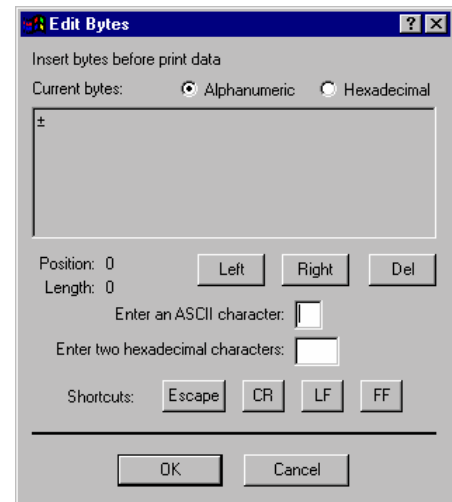 Edit Bytes
Insert bytes before print data
Current bytes: Alphanumeric Hexadecimal
±
Position: 0 Left Right Del
Length: 0
Enter an ASCII character:
Enter two hexadecimal characters:
Shortcuts: Escape CR LF FF
OK Cancel